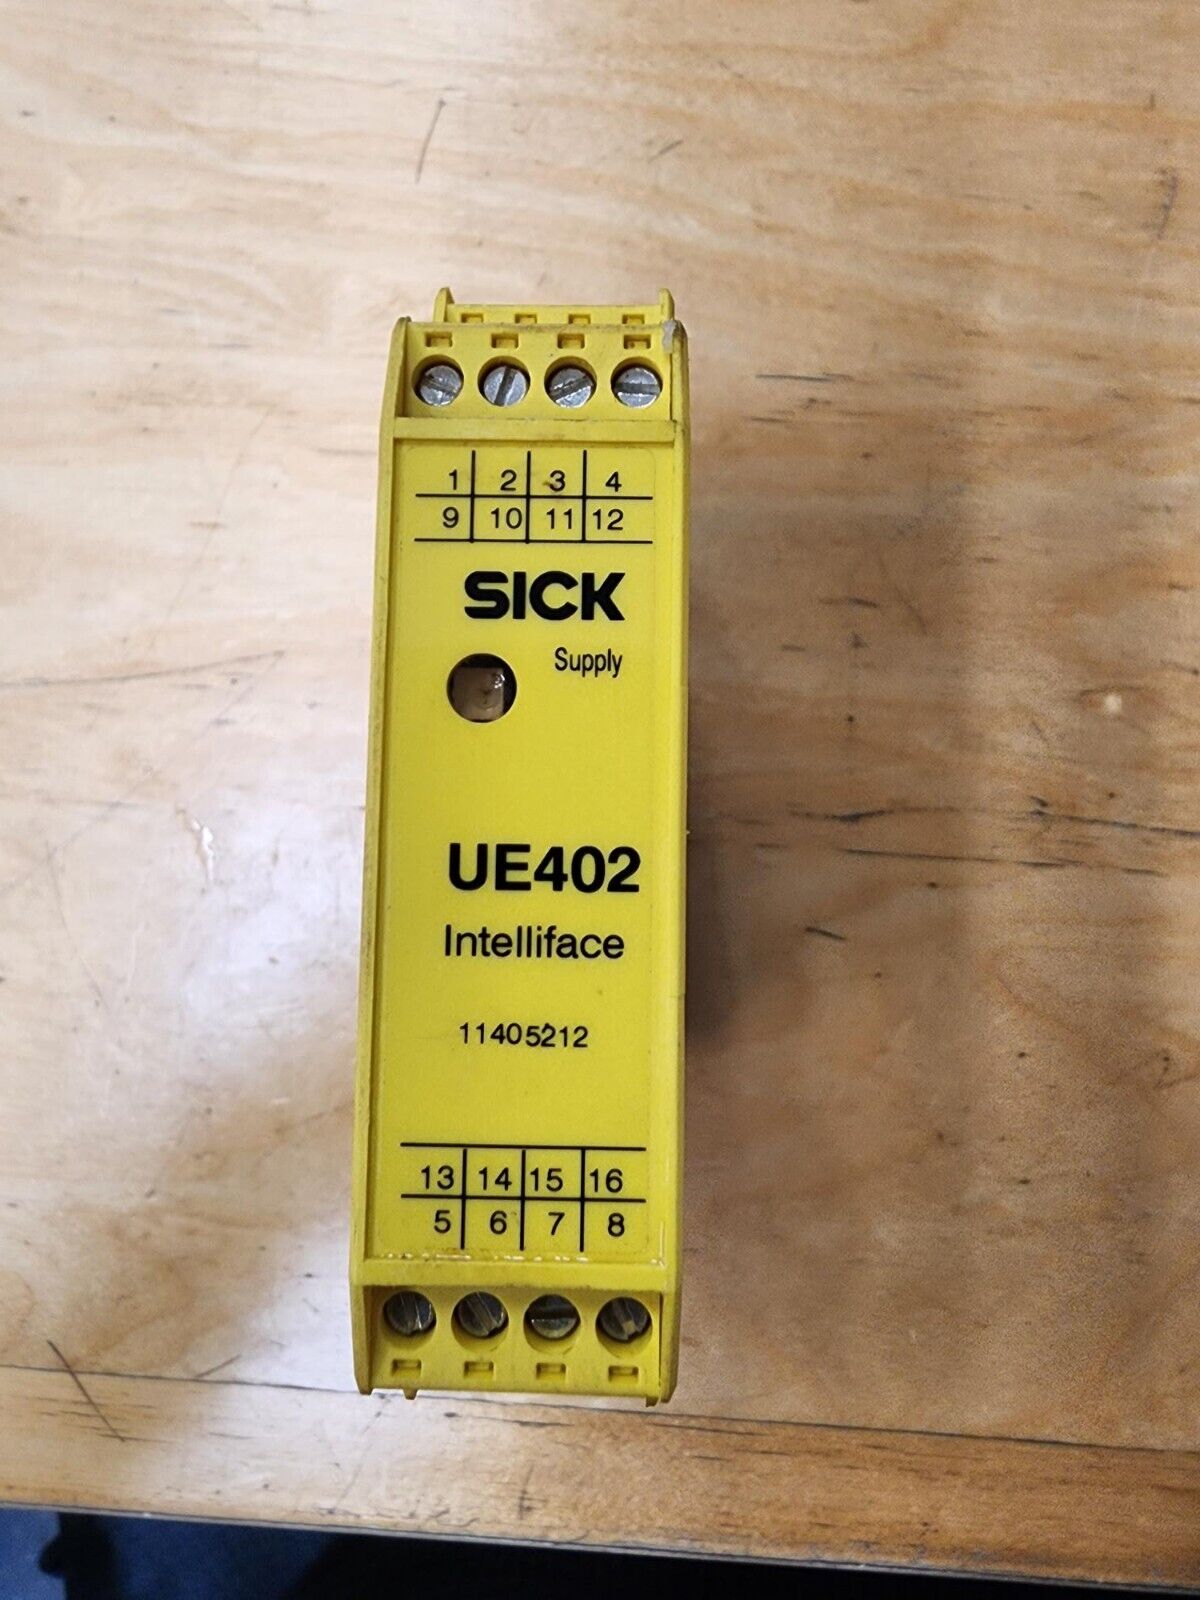 1 2 3 4
9 10 11 12
SICK
Supply
UE402
Intelliface
11405212
13 14 15 16
5 6 7 8